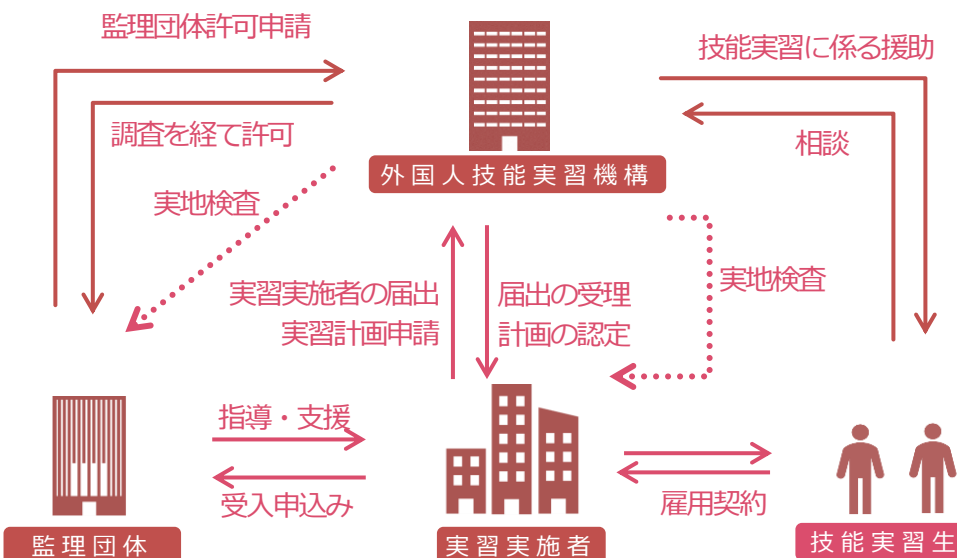 監理団体許可申請
技能実習に係る援助
調査を経て許可
相談
外国人技能実習機構
実地検査
実地検査
実習実施者の届出
実習計画申請
届出の受理
計画の認定
指導・支援
受入申込み
雇用契約
監理団体
実習実施者
技能実習生